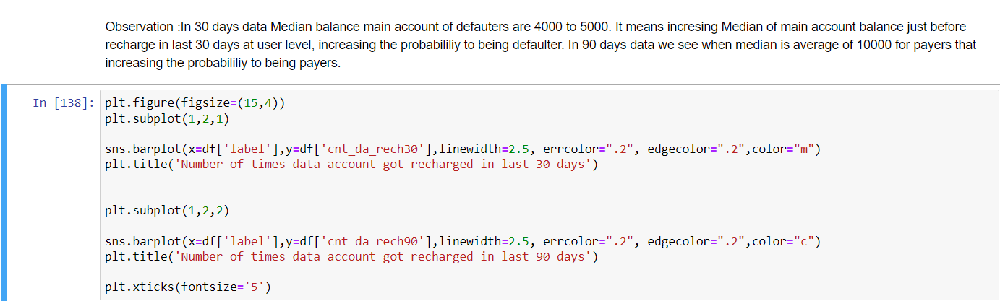 Observation :In 30 days data Median balance main account of defauters are 4000 to 5000. It means incresing Median of main account balance just before
recharge in last 30 days at user level, increasing the probabililiy to being defaulter. In 90 days data we see when median is average of 10000 for payers that
increasing the probabililiy to being payers.
In [138]: plt.figure(figsize=(15,4))
plt.subplot(1,2,1)
sns.barplot(x=df['label'],y=df['cnt_da_rech30'],linewidth=2.5, errcolor=".2", edgecolor=".2",color="m")
plt.title('Number of times data account got recharged in last 30 days')
plt.subplot(1,2,2)
sns.barplot(x=df['label'],y=df['cnt_da_rech90'],linewidth=2.5, errcolor=".2", edgecolor=".2",color="c")
plt.title('Number of times data account got recharged in last 90 days')
plt.xticks(fontsize='5')